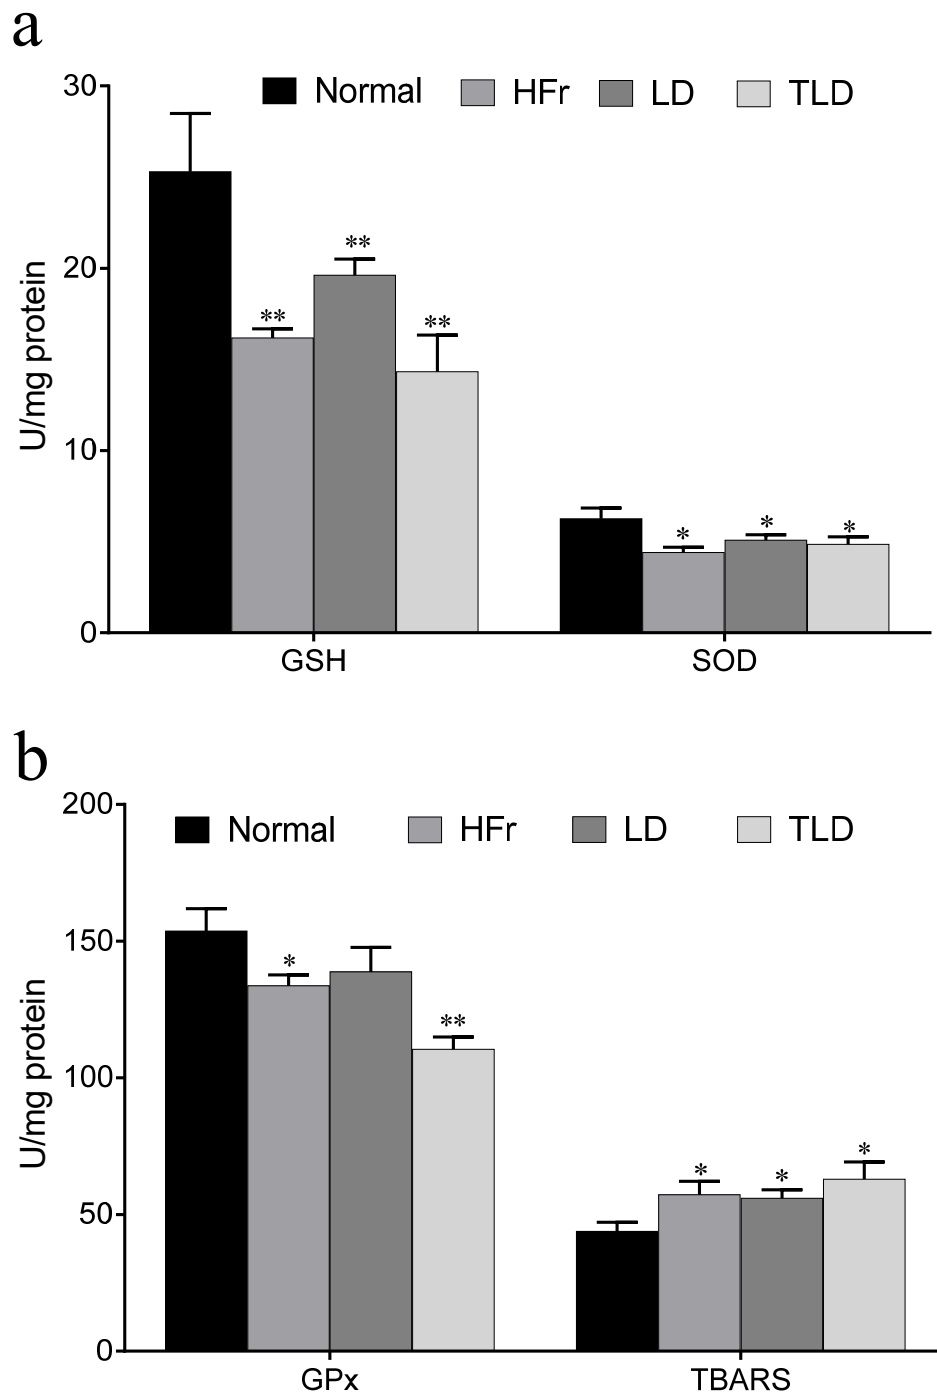 a
30
Normal HFr LD TLD
**
20
**
**
U/mg protein
10
*
*
*
0
GSH SOD
b
200
Normal HFr LD TLD
150
*
**
U/mg protein
100
*
*
*
50
0
GPx TBARS